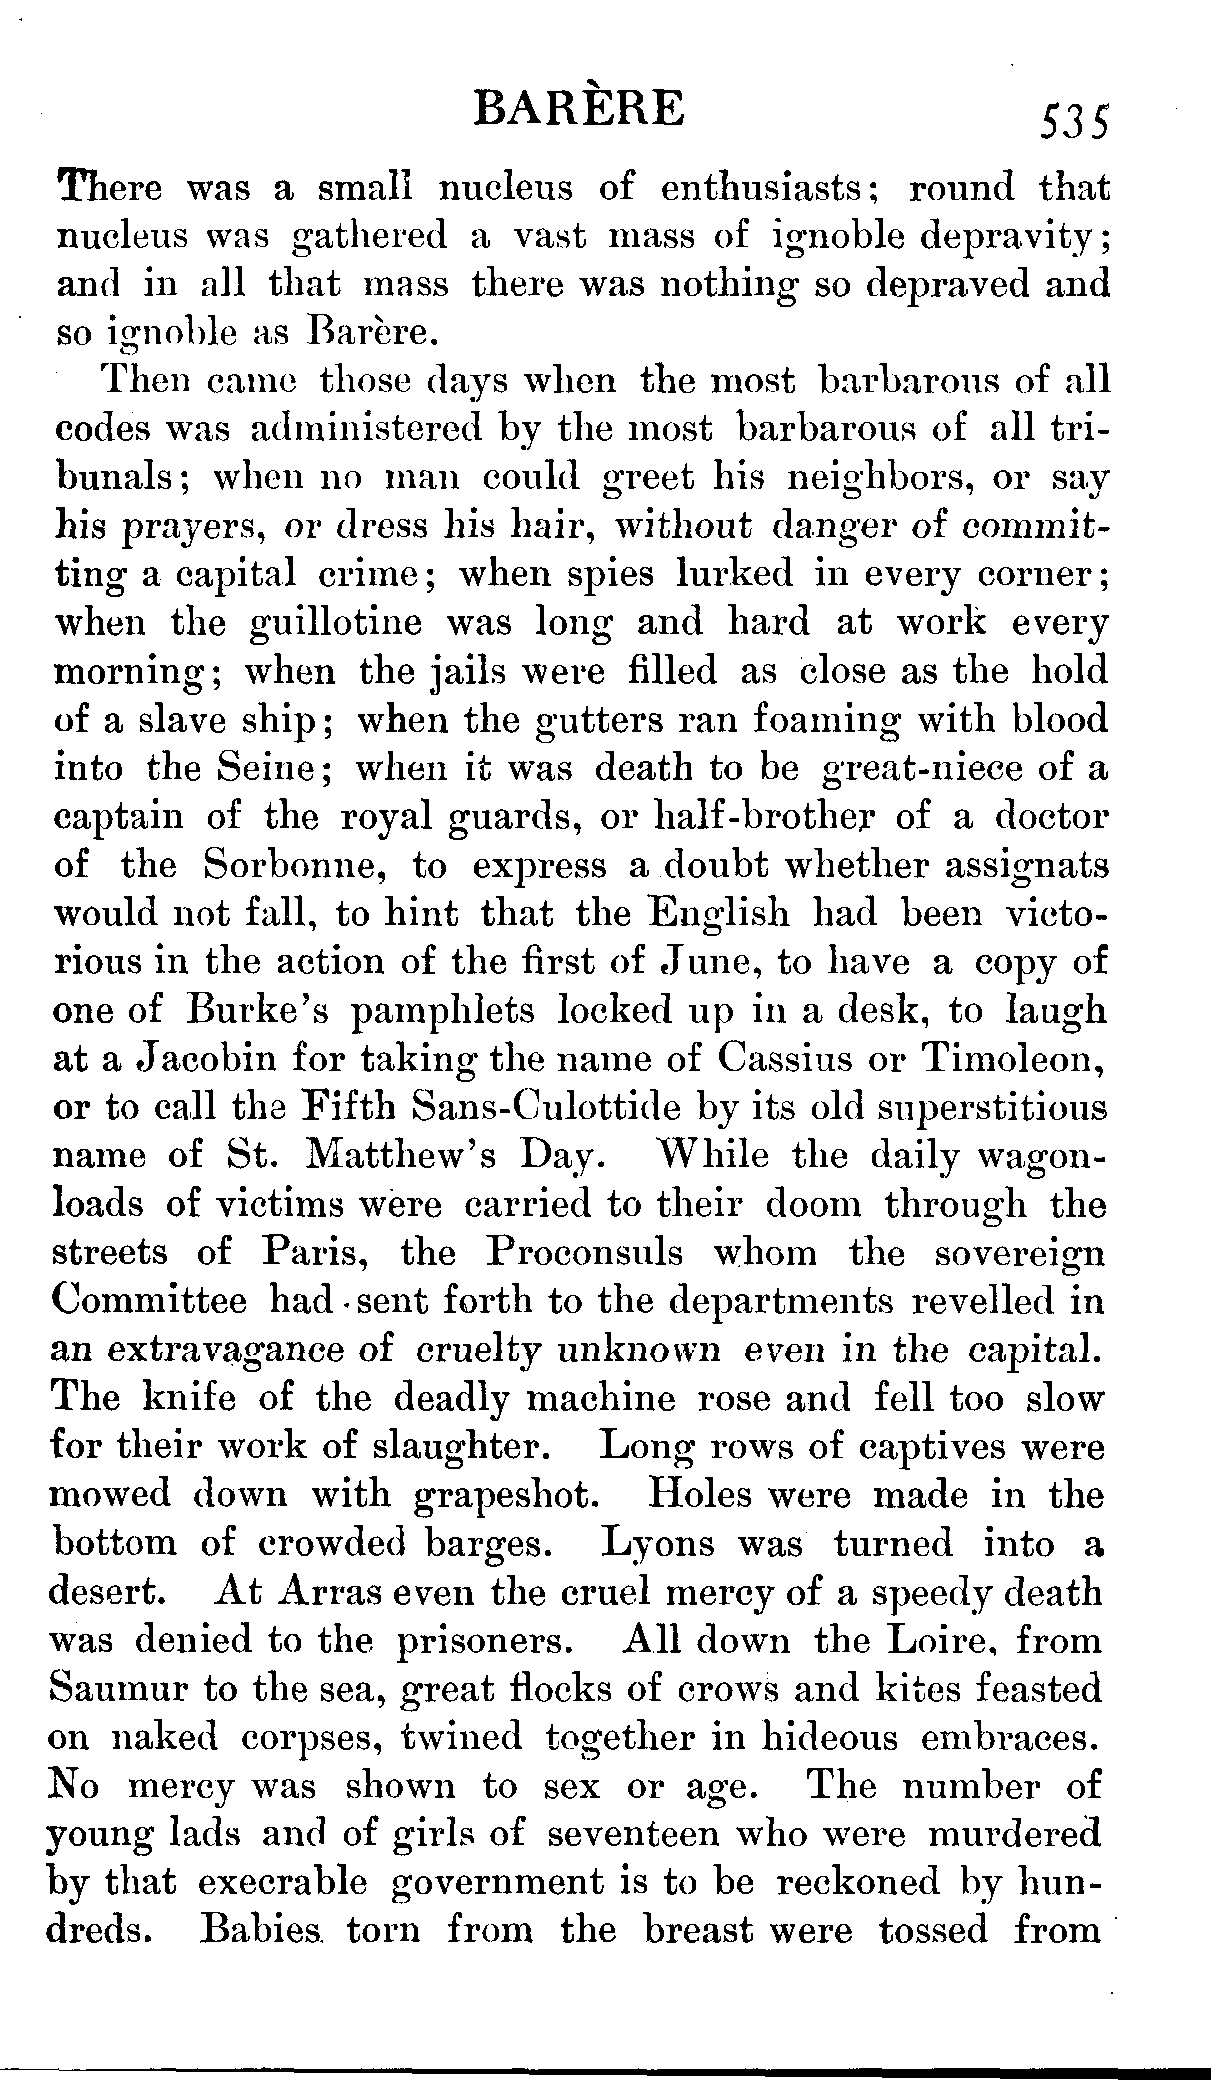 BARÈRE 535
There was a small nucleus of enthusiasts; round that
nucleus was gathered a vast mass of ignoble depravity;
and in all that mass there was nothing so depraved and
so ignoble as Barère.
Then came those days when the most barbarous of all
codes was administered by the most barbarous of all tri-
bunals; when no man could greet his neighbors, or say
his prayers, or dress his hair, without danger of commit-
ting a capital crime; when spies lurked in every corner;
when the guillotine was long and hard at work every
morning; when the jails were filled as close as the hold
of a slave ship; when the gutters ran foaming with blood
into the Seine; when it was death to be great-niece of a
captain of the royal guards, or half-brother of a doctor
of the Sorbonne, to express a doubt whether assignats
would not fall, to hint that the English had been victo-
rious in the action of the first of June, to have a copy of
one of Burke's pamphlets locked up in a desk, to laugh
at a Jacobin for taking the name of Cassius or Timoleon,
or to call the Fifth Sans-Culottide by its old superstitious
name of St. Matthew's Day. While the daily wagon-
loads of victims were carried to their doom through the
streets of Paris, the Proconsuls whom the sovereign
Committee had sent forth to the departments revelled in
an extravagance of cruelty unknown even in the capital.
The knife of the deadly machine rose and fell too slow
for their work of slaughter. Long rows of captives were
mowed down with grapeshot. Holes were made in the
bottom of crowded barges. Lyons was turned into a
desert. At Arras even the cruel mercy of a speedy death
was denied to the prisoners. All down the Loire, from
Saumur to the sea, great flocks of crows and kites feasted
on naked corpses, twined together in hideous embraces.
No mercy was shown to sex or age. The number of
young lads and of girls of seventeen who were murdered
by that execrable government is to be reckoned by hun-
dreds. Babies torn from the breast were tossed from